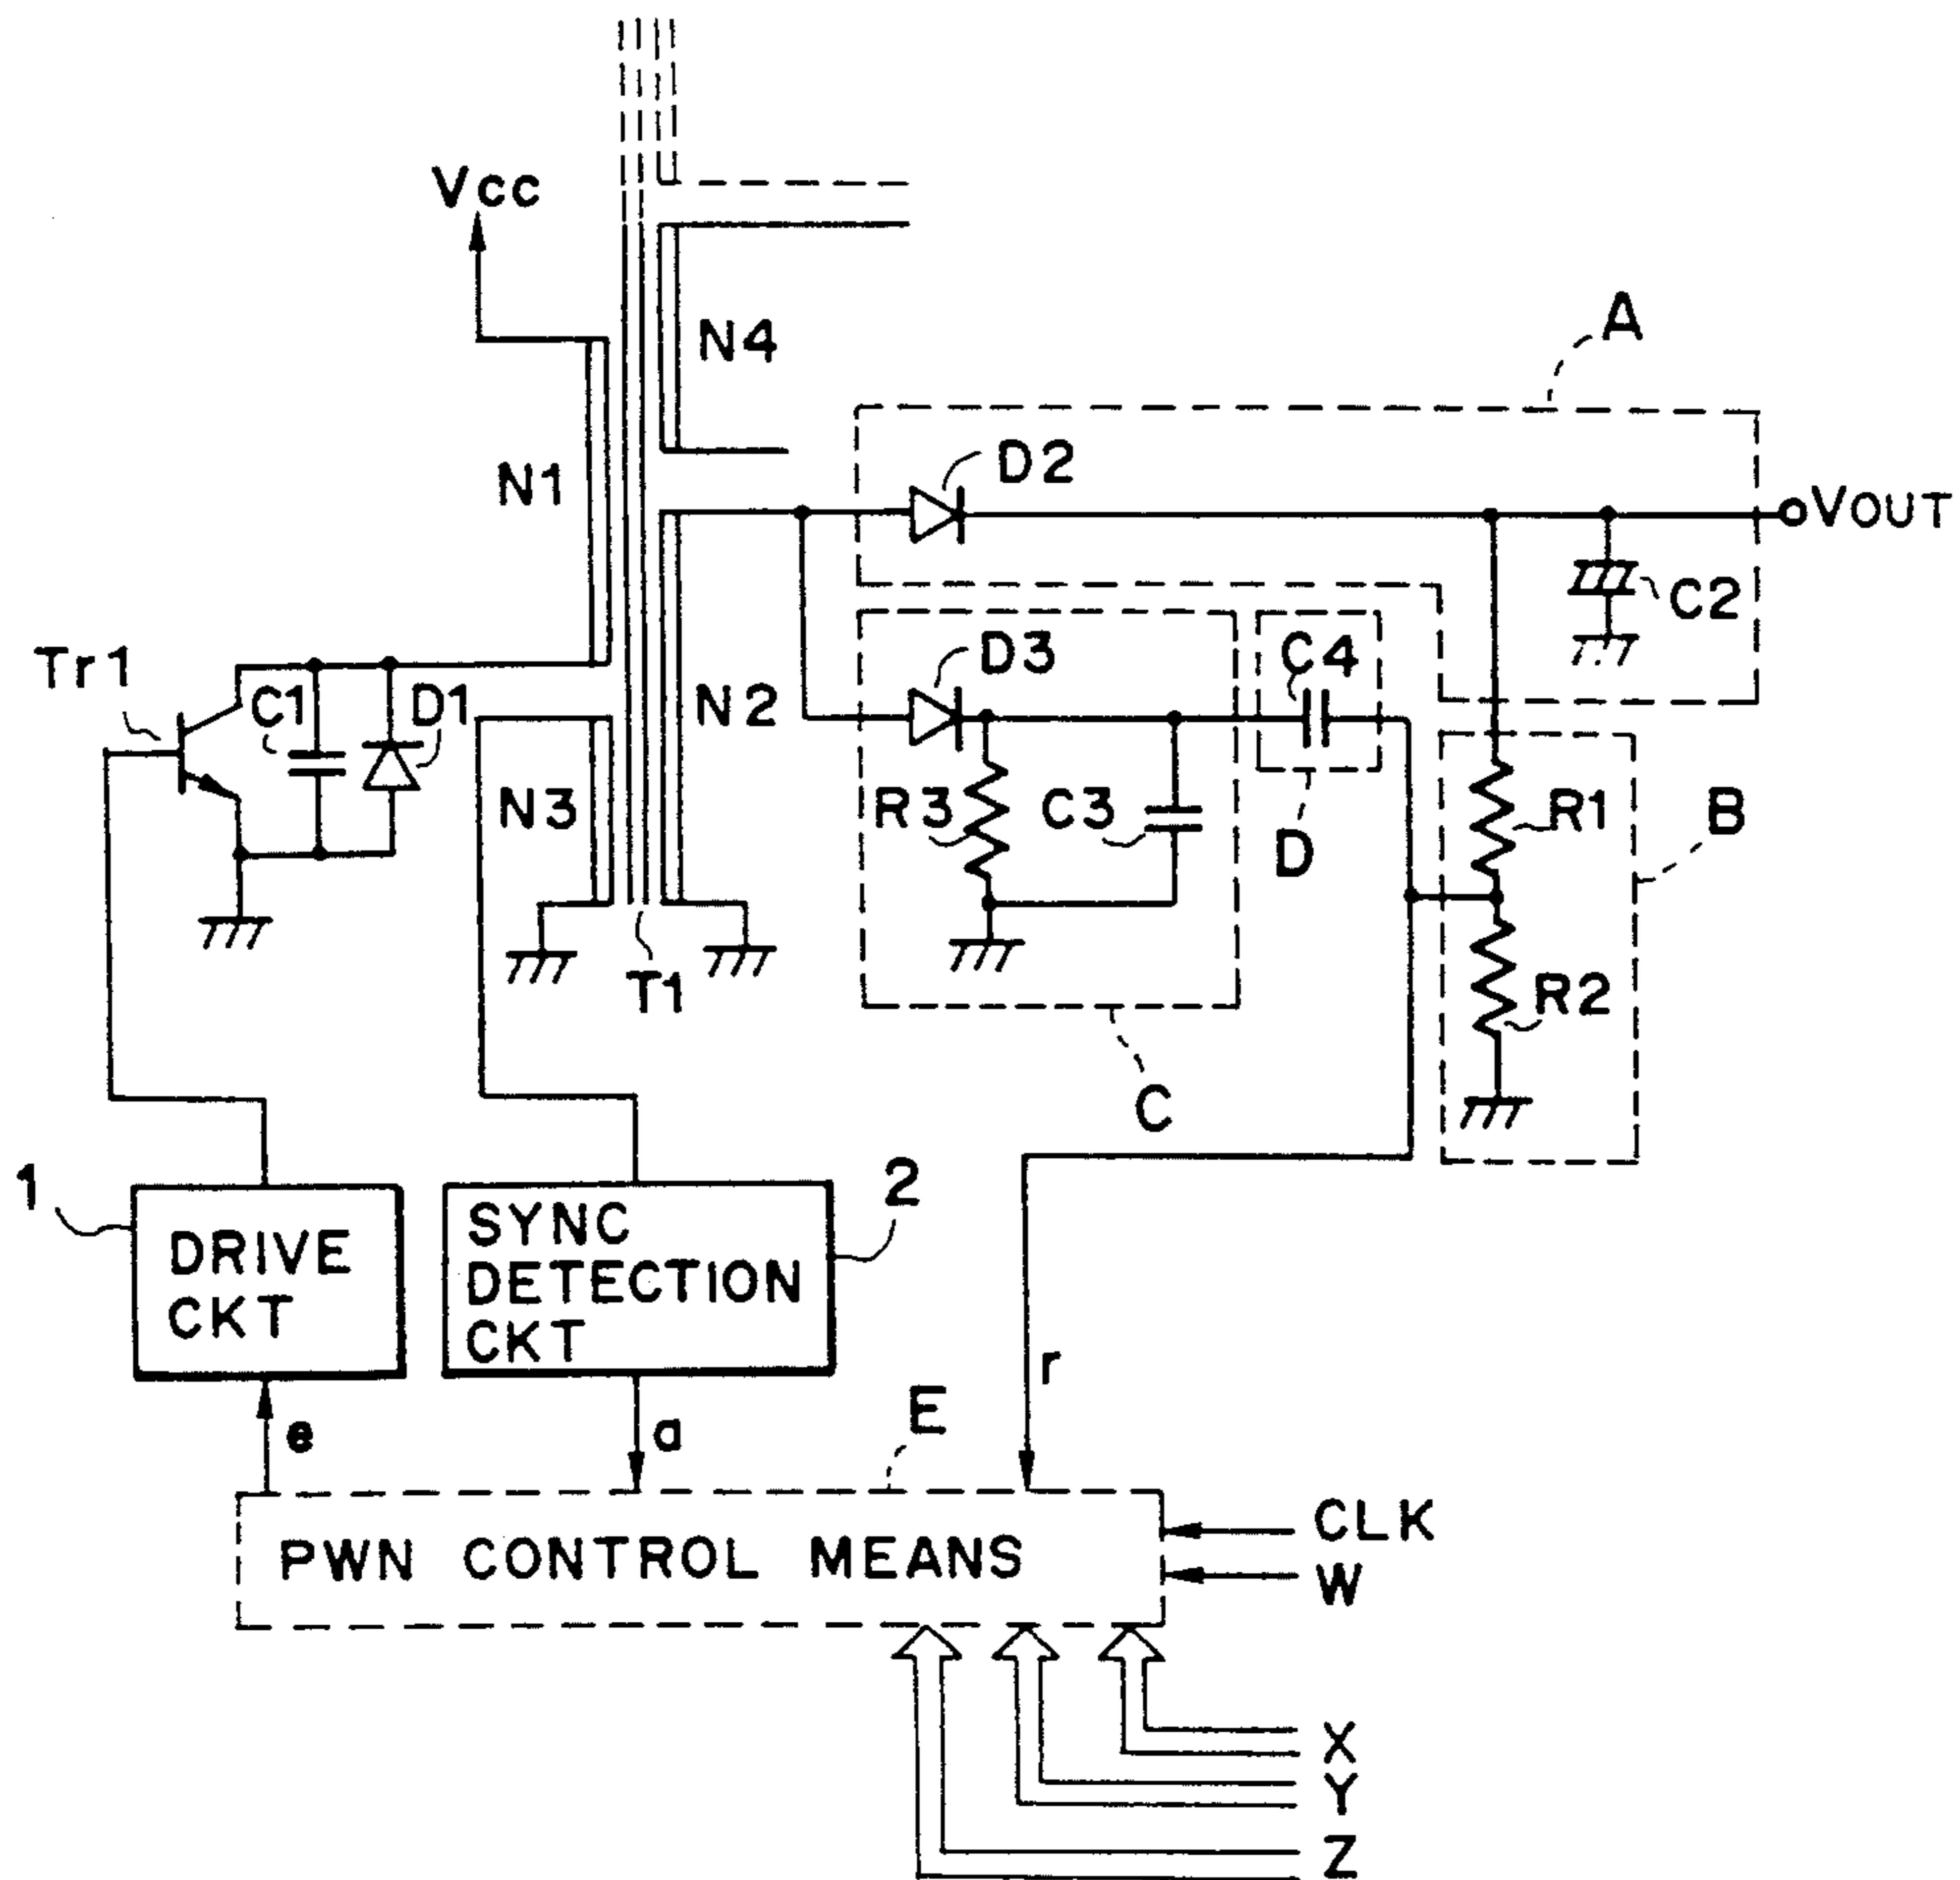 Vcc
N4
A
N1
D2
VOUT
C2
Tr1
C1
D1
N2
D3
C4
N3
R3
C3
D
R1
B
T1
R2
C
1
DRIVE
CKT
SYNC
DETECTION
CKT
2
r
e
a
E
PWN CONTROL MEANS
CLK
W
X
Y
Z